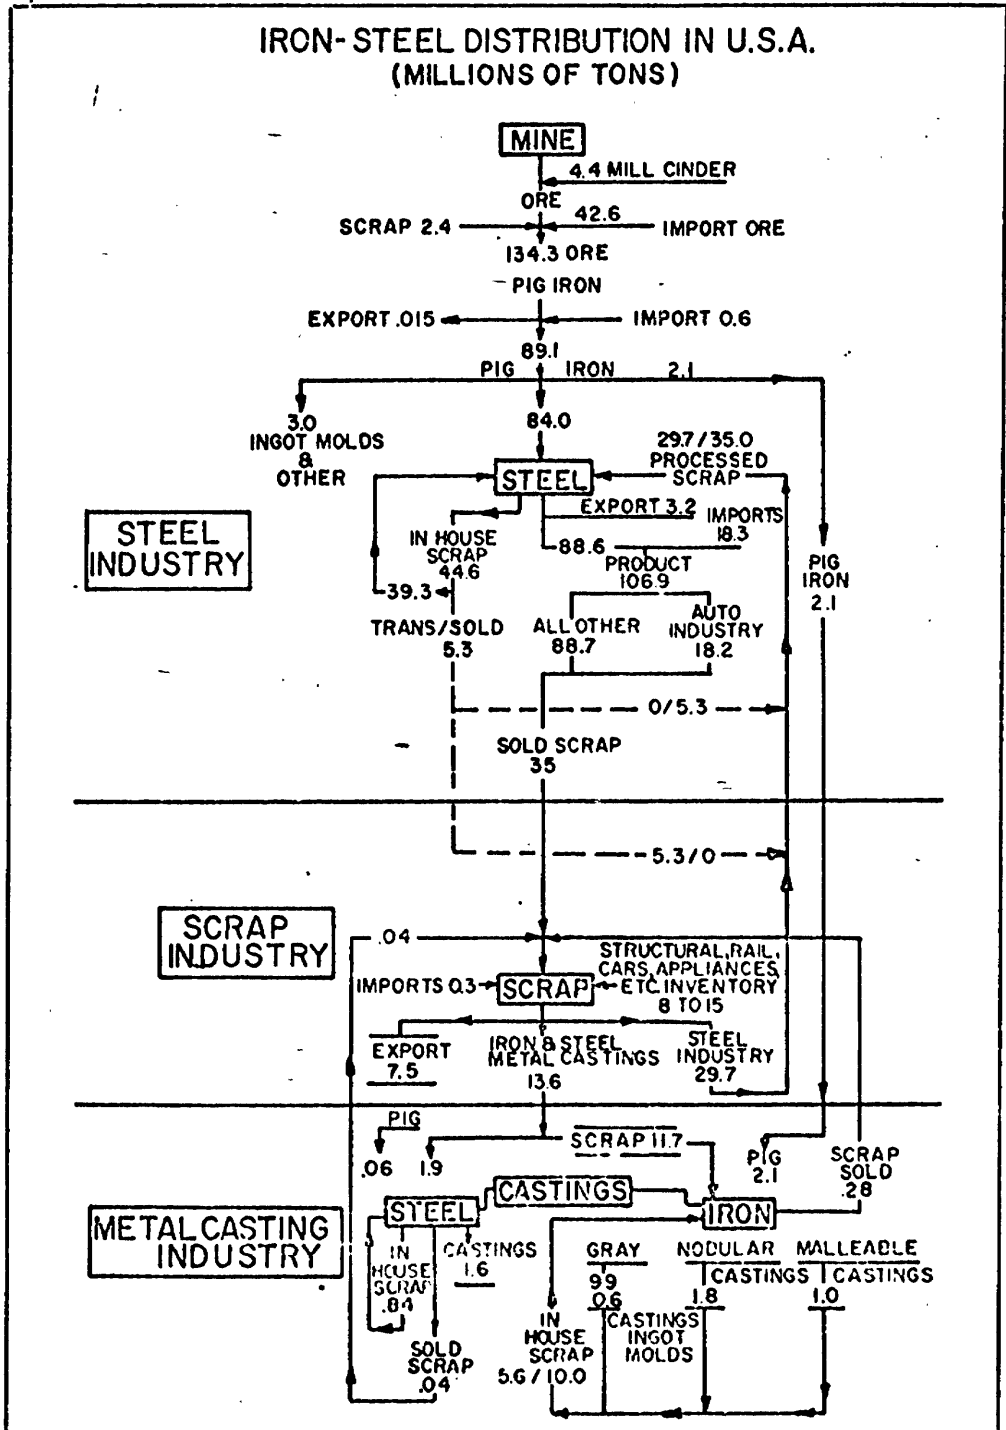 IRON-STEEL DISTRIBUTION IN U.S.A.
(MILLIONS OF TONS)
MINE
4.4 MILL CINDER
ORE
SCRAP 2.4
42.6
IMPORT ORE
134.3 ORE
PIG IRON
EXPORT .015
IMPORT 0.6
89.1
PIG IRON 2.1
3.0
INGOT MOLDS
&
OTHER
84.0
29.7/35.0
PROCESSED
SCRAP
STEEL
EXPORT 3.2
IMPORTS
18.3
STEEL
INDUSTRY
IN HOUSE
SCRAP
44.6
88.6
PRODUCT
106.9
PIG
IRON
2.1
39.3
TRANS/SOLD
5.3
ALL OTHER
88.7
AUTO
INDUSTRY
18.2
0/5.3
SOLD SCRAP
35
5.3/0
SCRAP
INDUSTRY
.04
STRUCTURAL, RAIL,
CARS, APPLIANCES,
ETC. INVENTORY
8 TO 15
IMPORTS 0.3
SCRAP
EXPORT
7.5
IRON & STEEL
METAL CASTINGS
13.6
STEEL
INDUSTRY
29.7
PIG
.06
1.9
SCRAP 11.7
PIG
2.1
SCRAP
SOLD
.28
CASTINGS
STEEL
IRON
METAL CASTING
INDUSTRY
IN
HOUSE
SCRAP
.84
CASTINGS
1.6
SOLD
SCRAP
.04
GRAY
9.9
0.6
CASTINGS
INGOT
MOLDS
NODULAR
CASTINGS
1.8
MALLEABLE
CASTINGS
1.0
IN
HOUSE
SCRAP
5.6/10.0